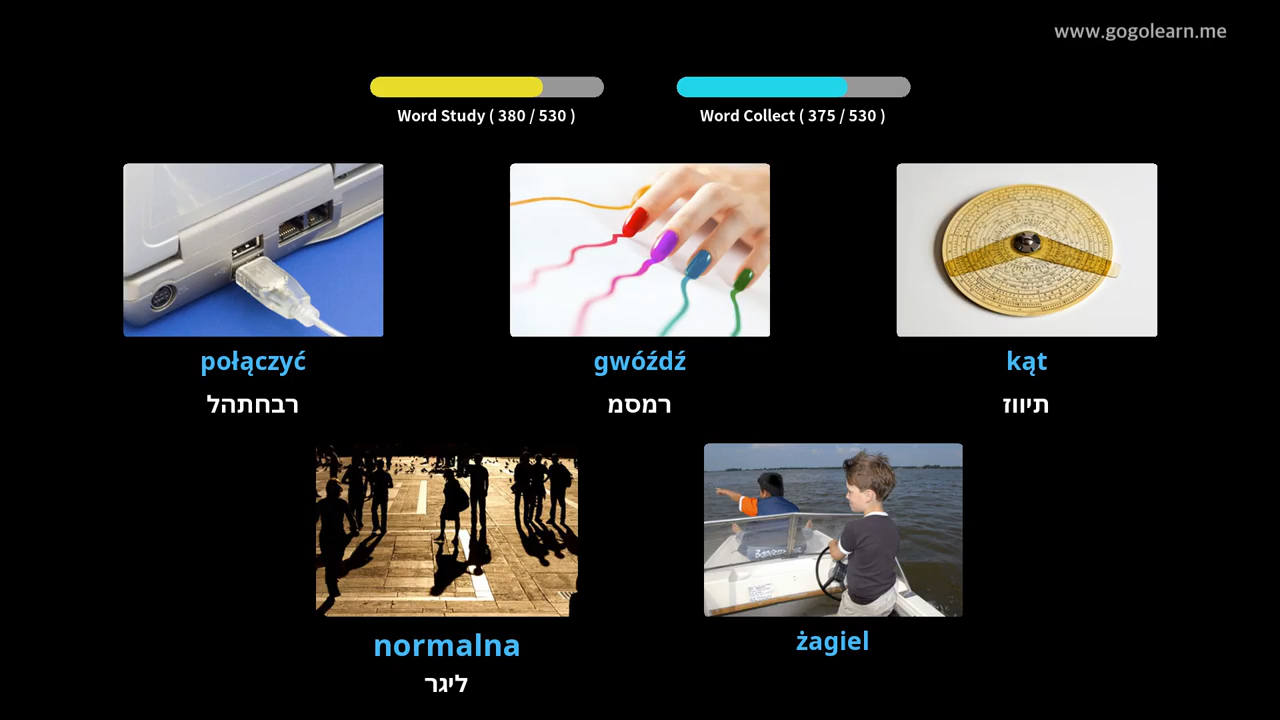 www.gogolearn.me
Word Study ( 380 / 530 )
Word Collect ( 375 / 530 )
połączyć
gwóźdź
kąt
רבחתהל
רמסמ
תיווז
normalna
żagiel
ליגר